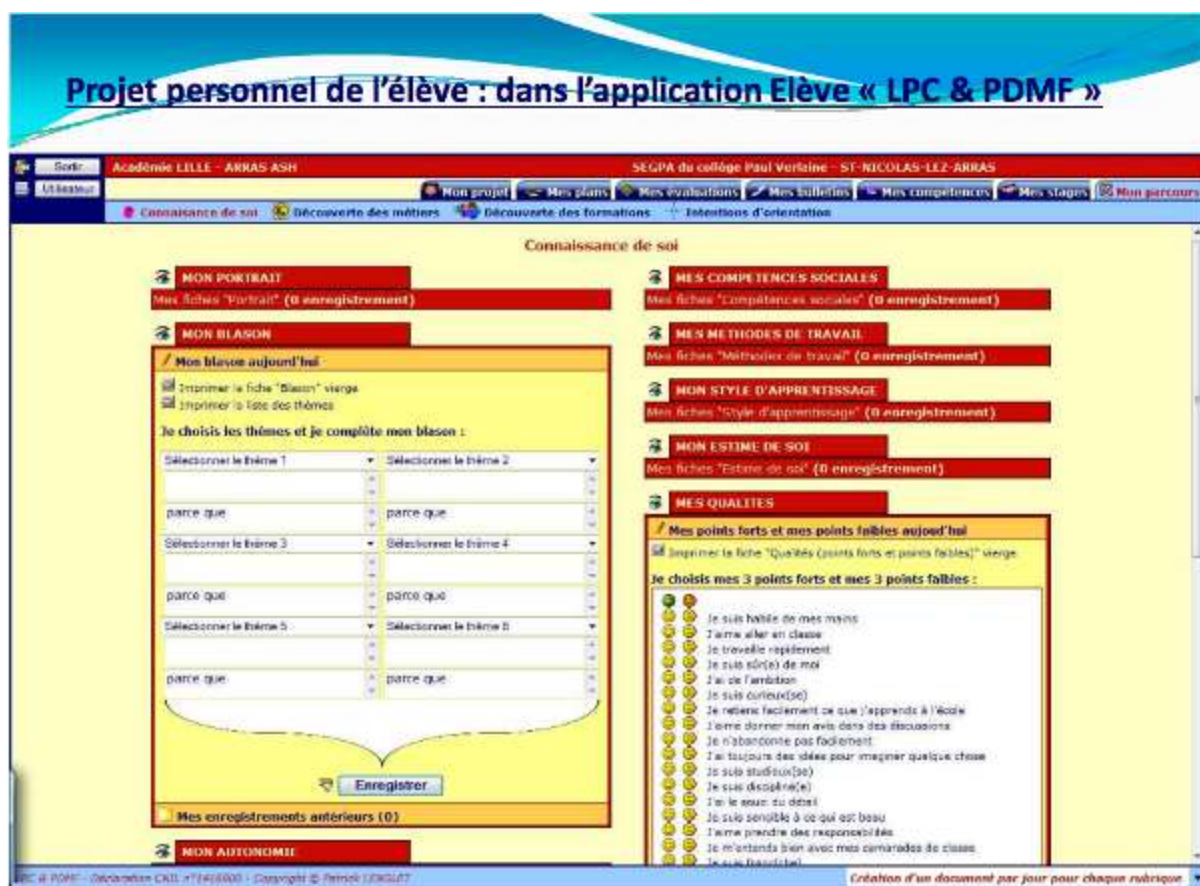 Projet personnel de l'élève : dans l'application Elève « LPC & PDMF »
Sortir
Académie LILLE - ARRAS ASH
SEGPA du collège Paul Verlaine - ST-NICOLAS-LEZ-ARRAS
Utilisateur
Mon projet
Mes plans
Mes évaluations
Mes bulletins
Mes compétences
Mes stages
Mon parcours
Connaisance de soi
Découverte des métiers
Découverte des formations
Intentions d'orientation
Connaissance de soi
MON PORTRAIT
Mes fiches "Portrait" (0 enregistrement)
MON BLASON
Mon blason aujourd'hui
Imprimer la fiche "Blason" vierge
Imprimer la liste des thèmes
Je choisis les thèmes et je complète mon blason :
Sélectionner le thème 1
Sélectionner le thème 2
parce que
parce que
Sélectionner le thème 3
Sélectionner le thème 4
parce que
parce que
Sélectionner le thème 5
Sélectionner le thème 6
parce que
parce que
Enregistrer
Mes enregistrements antérieurs (0)
MON AUTONOMIE
MES COMPETENCES SOCIALES
Mes fiches "Compétences sociales" (0 enregistrement)
MES METHODES DE TRAVAIL
Mes fiches "Méthodes de travail" (0 enregistrement)
MON STYLE D'APPRENTISSAGE
Mes fiches "Style d'apprentissage" (0 enregistrement)
MON ESTIME DE SOI
Mes fiches "Estime de soi" (0 enregistrement)
MES QUALITES
Mes points forts et mes points faibles aujourd'hui
Imprimer la fiche "Qualités (points forts et points faibles)" vierge
Je choisis mes 3 points forts et mes 3 points faibles :
Je suis habile de mes mains
J'aime aller en classe
Je travaille rapidement
Je suis sûr(e) de moi
J'ai de l'ambition
Je suis curieux(se)
Je retiens facilement ce que j'apprends à l'école
J'aime donner mon avis dans des discussions
Je n'abandonne pas facilement
J'ai toujours des idées pour imaginer quelque chose
Je suis studieux(se)
Je suis discipliné(e)
J'ai le souci du détail
Je suis sensible à ce qui est beau
J'aime prendre des responsabilités
Je m'entends bien avec mes camarades de classe
Je suis franc(che)
LPC & PDMF - Déclaration CNIL - Copyright © Patrick LENGLET
Création d'un document par jour pour chaque rubrique